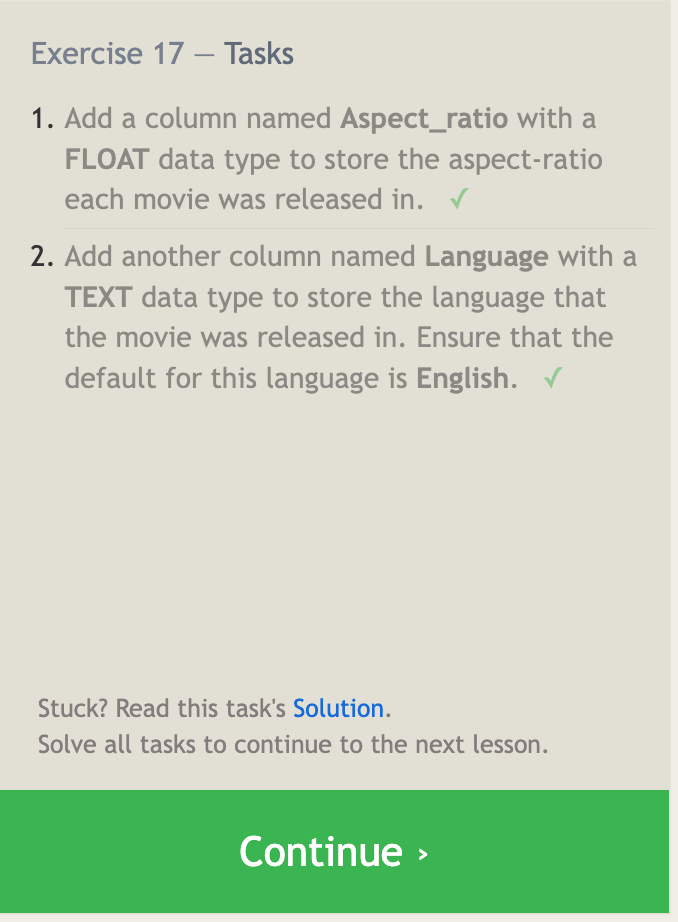 Exercise 17 — Tasks
1. Add a column named Aspect_ratio with a
FLOAT data type to store the aspect-ratio
each movie was released in. ✓
2. Add another column named Language with a
TEXT data type to store the language that
the movie was released in. Ensure that the
default for this language is English. ✓
Stuck? Read this task's Solution.
Solve all tasks to continue to the next lesson.
Continue ›